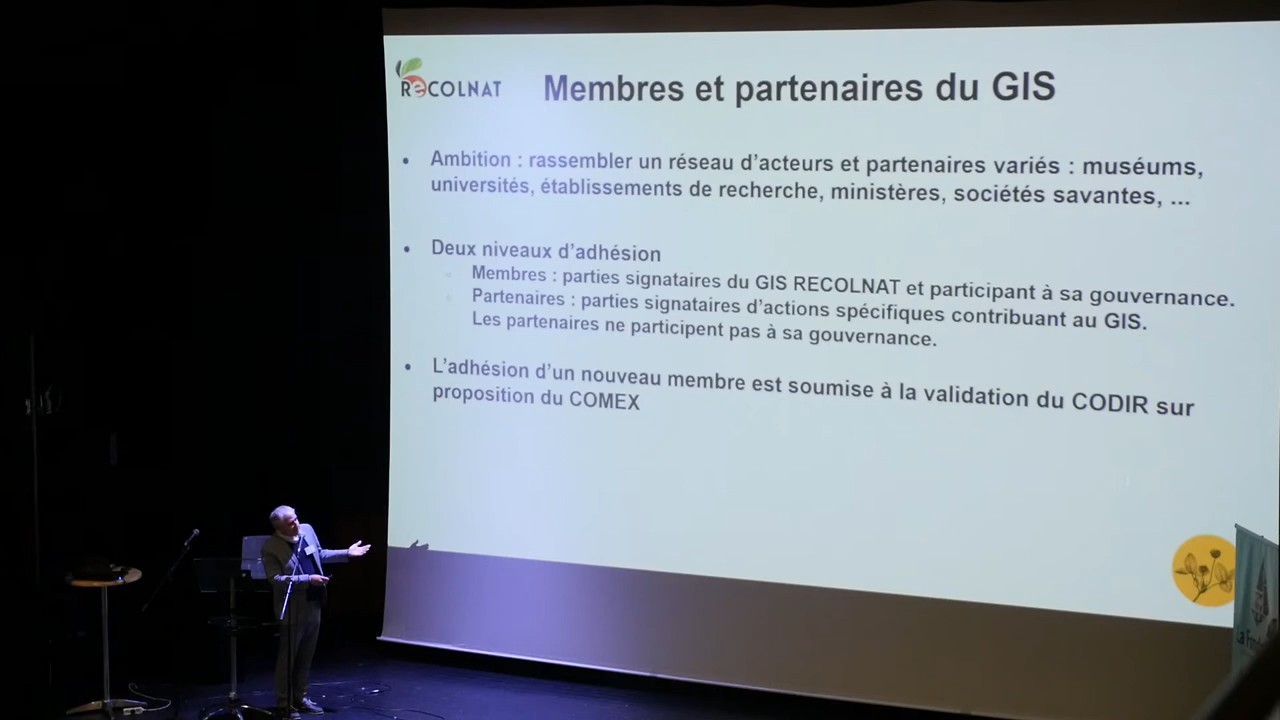 RECOLNAT
Membres et partenaires du GIS
• Ambition : rassembler un réseau d'acteurs et partenaires variés : muséums,
universités, établissements de recherche, ministères, sociétés savantes, ...
• Deux niveaux d'adhésion
Membres : parties signataires du GIS RECOLNAT et participant à sa gouvernance.
Partenaires : parties signataires d'actions spécifiques contribuant au GIS.
Les partenaires ne participent pas à sa gouvernance.
• L'adhésion d'un nouveau membre est soumise à la validation du CODIR sur
proposition du COMEX
La